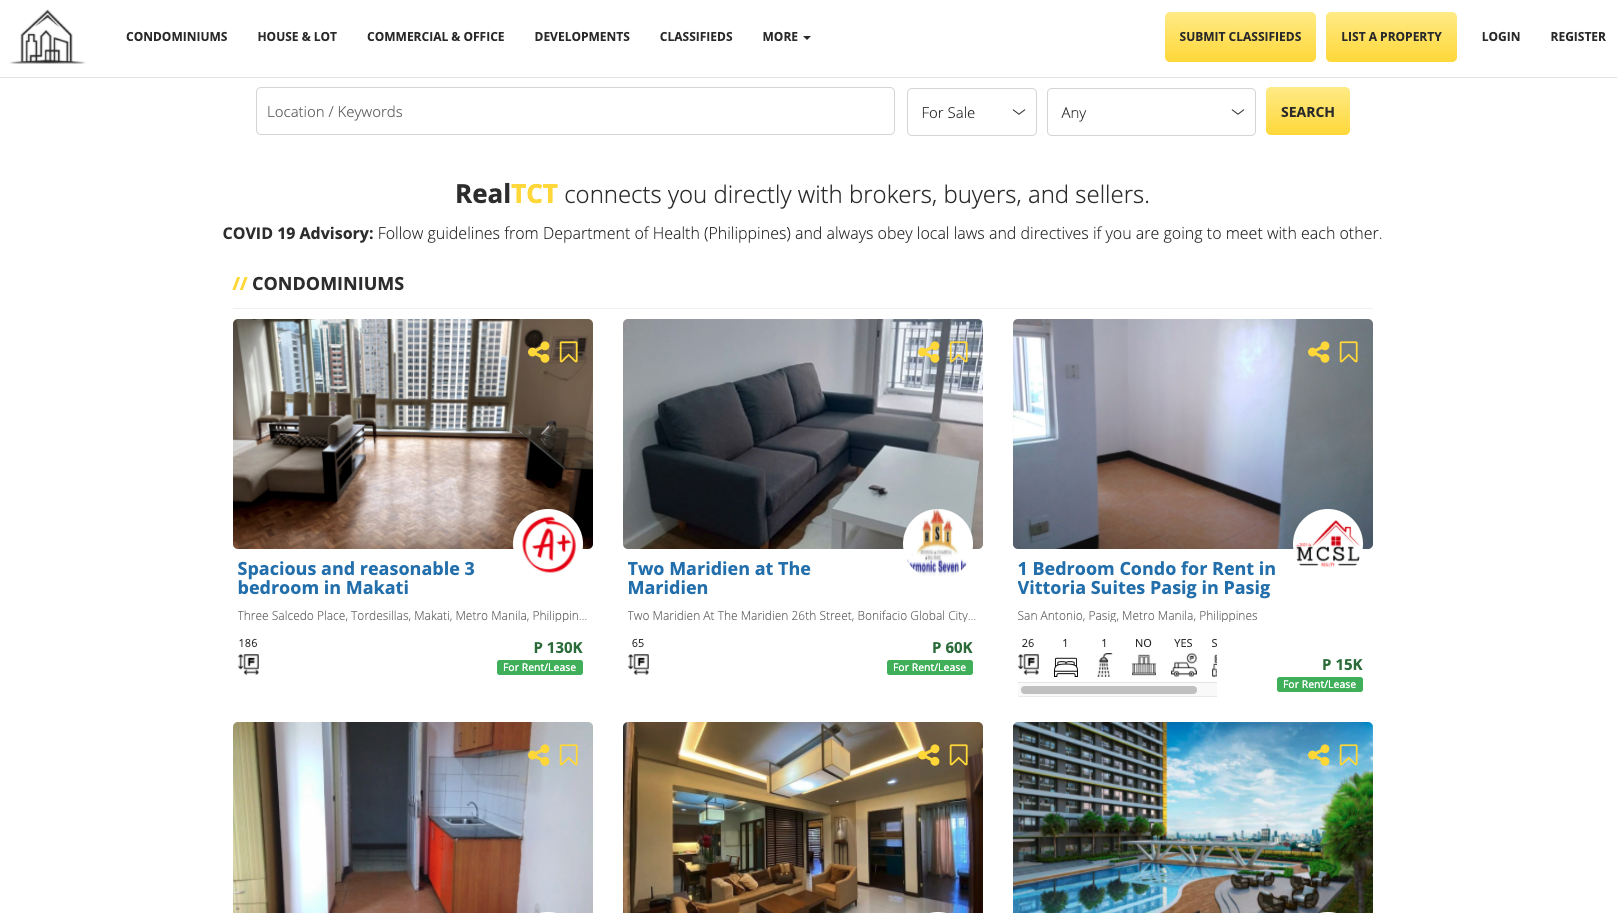 CONDOMINIUMS
HOUSE & LOT
COMMERCIAL & OFFICE
DEVELOPMENTS
CLASSIFIEDS
MORE
SUBMIT CLASSIFIEDS
LIST A PROPERTY
LOGIN
REGISTER
Location / Keywords
For Sale
Any
SEARCH
RealTCT connects you directly with brokers, buyers, and sellers.
COVID 19 Advisory: Follow guidelines from Department of Health (Philippines) and always obey local laws and directives if you are going to meet with each other.
// CONDOMINIUMS
A+
Spacious and reasonable 3
bedroom in Makati
Three Salcedo Place, Tordesillas, Makati, Metro Manila, Philippin...
186
F
P 130K
For Rent/Lease
HSI
rmonic Seven
Two Maridien at The
Maridien
Two Maridien At The Maridien 26th Street, Bonifacio Global City...
65
F
P 60K
For Rent/Lease
MCSL
REALTY
1 Bedroom Condo for Rent in
Vittoria Suites Pasig in Pasig
San Antonio, Pasig, Metro Manila, Philippines
26 1 1 NO YES S
F P
P 15K
For Rent/Lease